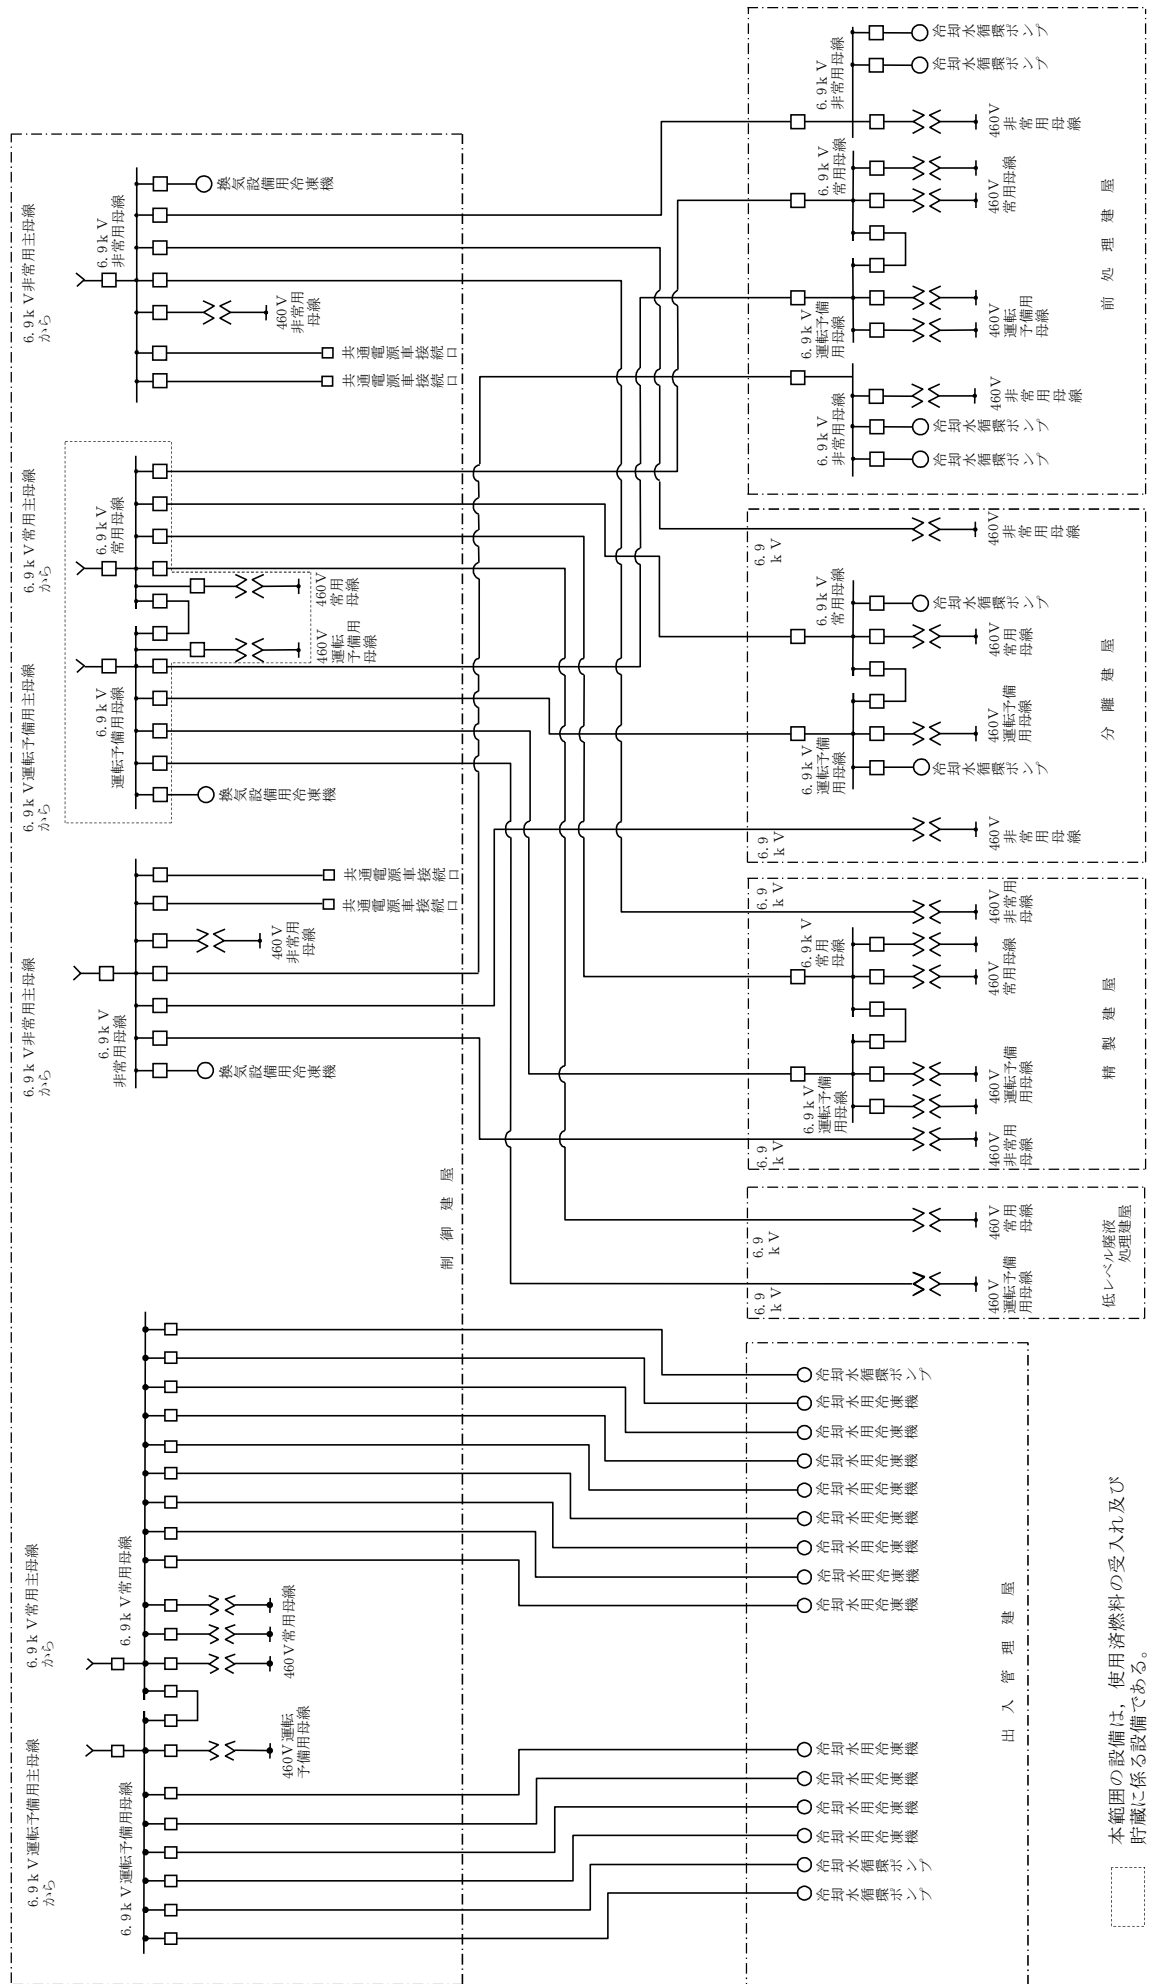 6.9kV運転予備用主母線
から
6.9kV常用主母線
から
6.9kV非常用主母線
から
6.9kV運転予備用主母線
から
6.9kV常用主母線
から
6.9kV非常用主母線
から
6.9kV運転予備用母線
6.9kV常用母線
6.9kV
非常用母線
6.9kV
運転予備用母線
6.9kV
常用母線
6.9kV
非常用母線
460V運転
予備用母線
460V常用母線
換気設備用冷凍機
460V
非常用
母線
共通電源車接続口
共通電源車接続口
換気設備用冷凍機
460V
運転
予備用
母線
460V
常用
母線
共通電源車接続口
共通電源車接続口
460V
非常用
母線
換気設備用冷凍機
制御建屋
冷却水循環ポンプ
冷却水循環ポンプ
冷却水用冷凍機
冷却水用冷凍機
冷却水用冷凍機
冷却水用冷凍機
冷却水用冷凍機
冷却水用冷凍機
冷却水用冷凍機
冷却水用冷凍機
冷却水用冷凍機
冷却水用冷凍機
冷却水用冷凍機
冷却水用冷凍機
冷却水循環ポンプ
出入管理建屋
6.9
kV
6.9
kV
460V
運転予備
用母線
460V
常用
母線
低レベル廃液
処理建屋
6.9
kV
6.9kV
運転予備
用母線
6.9kV
常用
母線
6.9
kV
460V
非常用
母線
460V
運転予備
用母線
460V
常用母線
460V
非常用
母線
精製建屋
6.9
kV
6.9kV
運転予備
用母線
6.9kV
常用母線
6.9
kV
460V
非常用母線
冷却水循環ポンプ
460V
運転予備
用母線
460V
常用
母線
冷却水循環ポンプ
460V
非常用母線
分離建屋
6.9kV
非常用母線
6.9kV
運転予備
用母線
6.9kV
常用母線
6.9kV
非常用母線
冷却水循環ポンプ
冷却水循環ポンプ
460V
非常用母線
460V
運転
予備用
母線
460V
常用母線
460V
非常用母線
冷却水循環ポンプ
冷却水循環ポンプ
前処理建屋
本範囲の設備は，使用済燃料の受入れ及び
貯蔵に係る設備である。